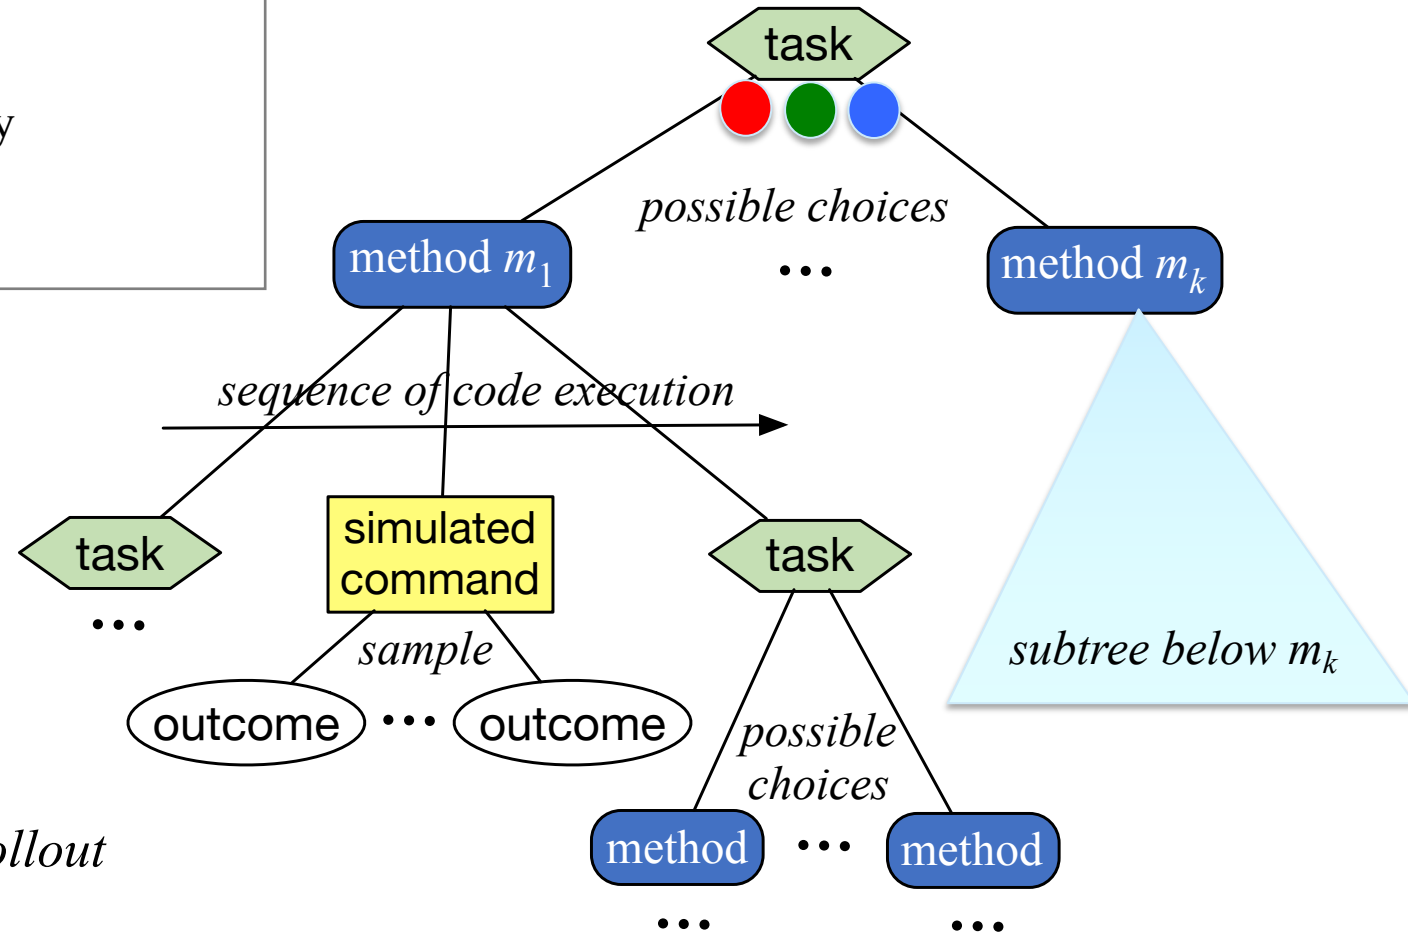 task
y
possible choices
...
method m1
method mk
sequence of code execution
task
...
simulated
command
task
sample
subtree below mk
outcome ... outcome
possible
choices
ollout
method ... method
... ...